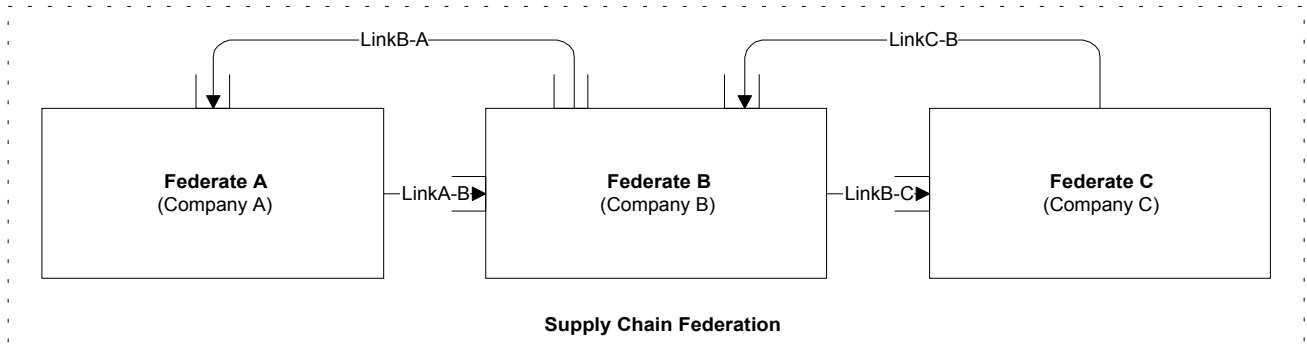 LinkB-A
LinkC-B
Federate A
(Company A)
LinkA-B
Federate B
(Company B)
LinkB-C
Federate C
(Company C)
Supply Chain Federation